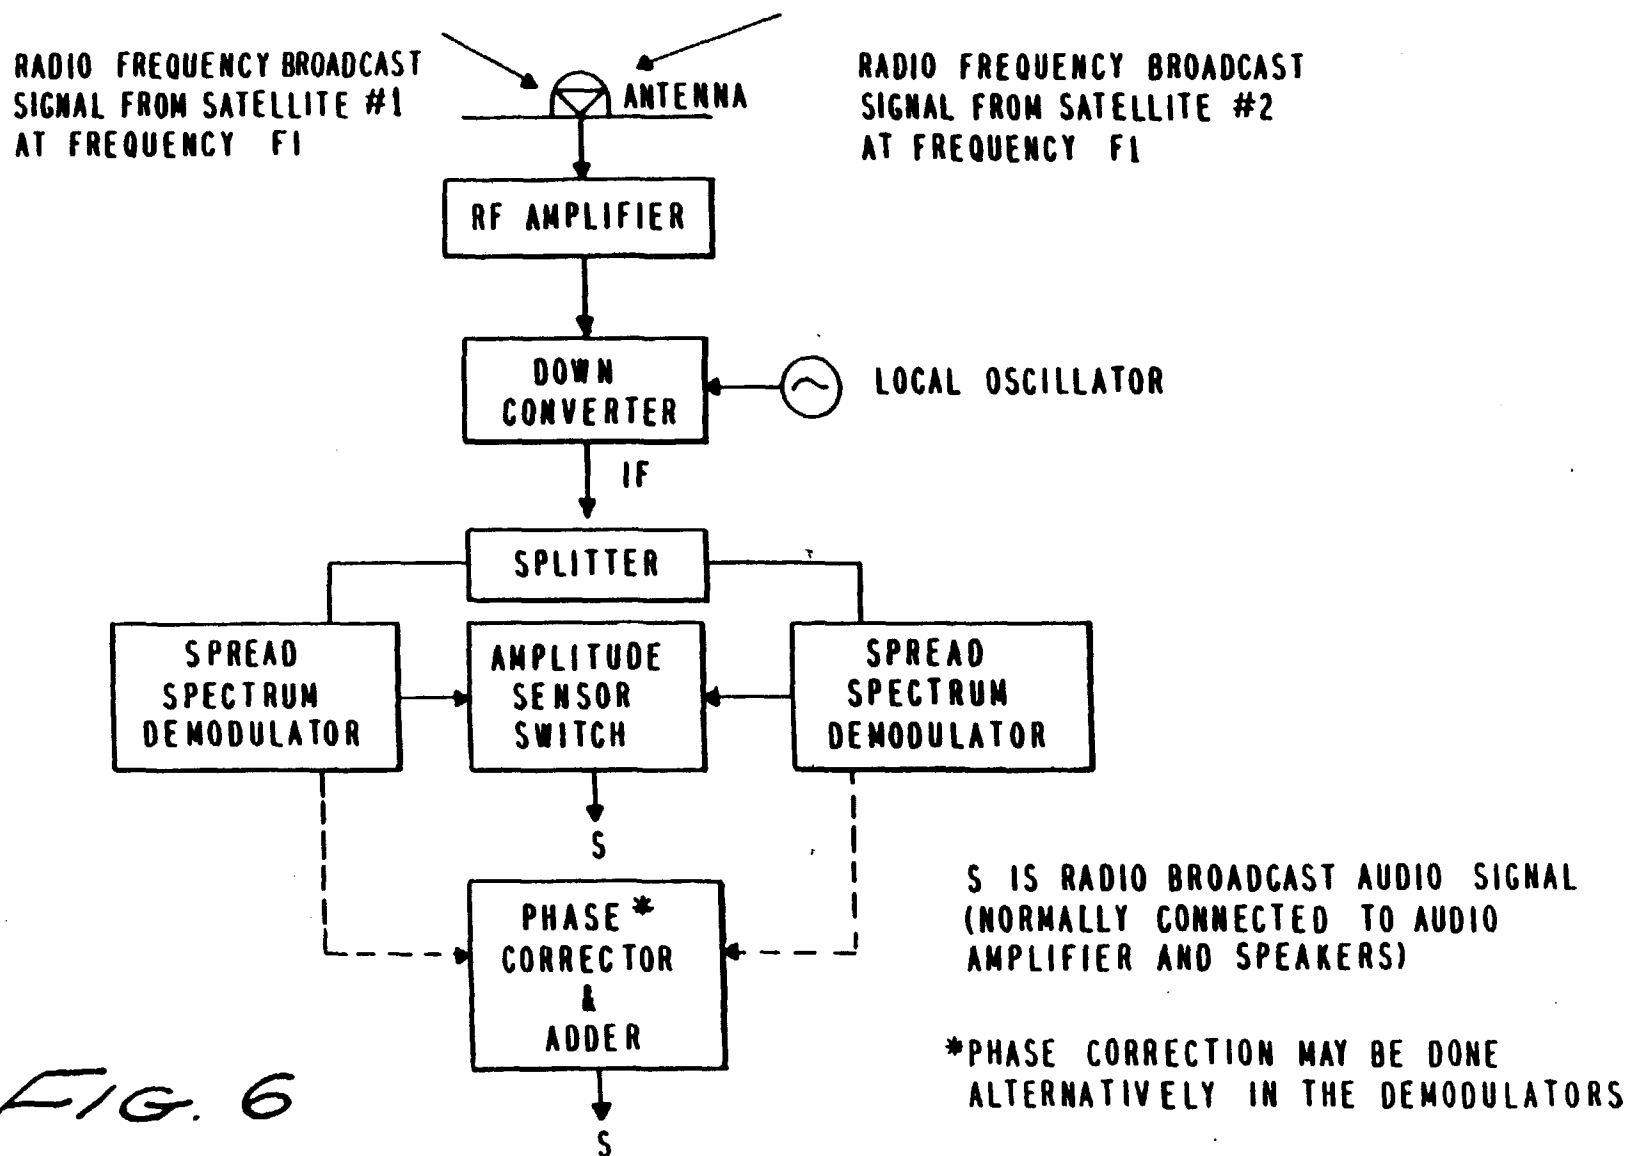 RADIO FREQUENCY BROADCAST
SIGNAL FROM SATELLITE #1
AT FREQUENCY F1
ANTENNA
RADIO FREQUENCY BROADCAST
SIGNAL FROM SATELLITE #2
AT FREQUENCY F1
RF AMPLIFIER
DOWN
CONVERTER
LOCAL OSCILLATOR
IF
SPLITTER
SPREAD
SPECTRUM
DEMODULATOR
AMPLITUDE
SENSOR
SWITCH
SPREAD
SPECTRUM
DEMODULATOR
S
PHASE*
CORRECTOR
&
ADDER
S
S IS RADIO BROADCAST AUDIO SIGNAL
(NORMALLY CONNECTED TO AUDIO
AMPLIFIER AND SPEAKERS)
*PHASE CORRECTION MAY BE DONE
ALTERNATIVELY IN THE DEMODULATORS
FIG. 6